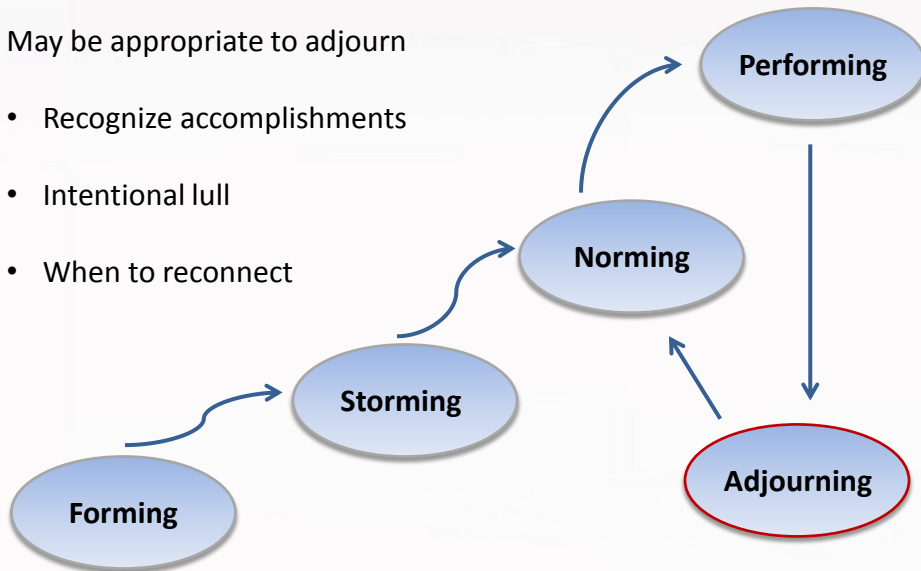 May be appropriate to adjourn
• Recognize accomplishments
• Intentional lull
• When to reconnect
Performing
Norming
Storming
Adjourning
Forming